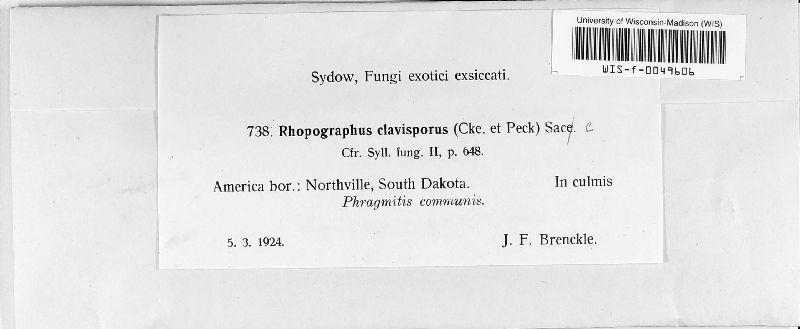 University of Wisconsin-Madison (WIS)
WIS-f-0049606
Sydow, Fungi exotici exsiccati.
738. Rhopographus clavisporus (Cke. et Peck) Sace. c
Cfr. Syll. fung. II, p. 648.
America bor.: Northville, South Dakota. In culmis
Phragmitis communis.
5. 3. 1924. J. F. Brenckle.